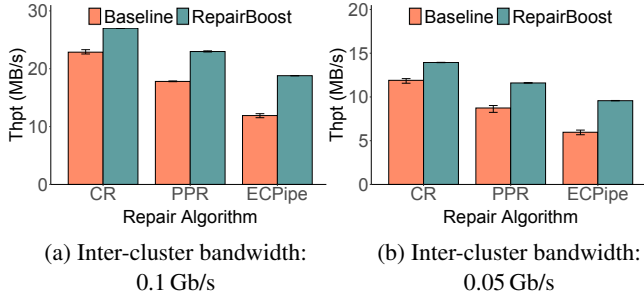 Baseline RepairBoost
Thpt (MB/s)
30
20
10
0
CR PPR ECPipe
Repair Algorithm
(a) Inter-cluster bandwidth:
0.1 Gb/s
Baseline RepairBoost
Thpt (MB/s)
20
15
10
5
0
CR PPR ECPipe
Repair Algorithm
(b) Inter-cluster bandwidth:
0.05 Gb/s